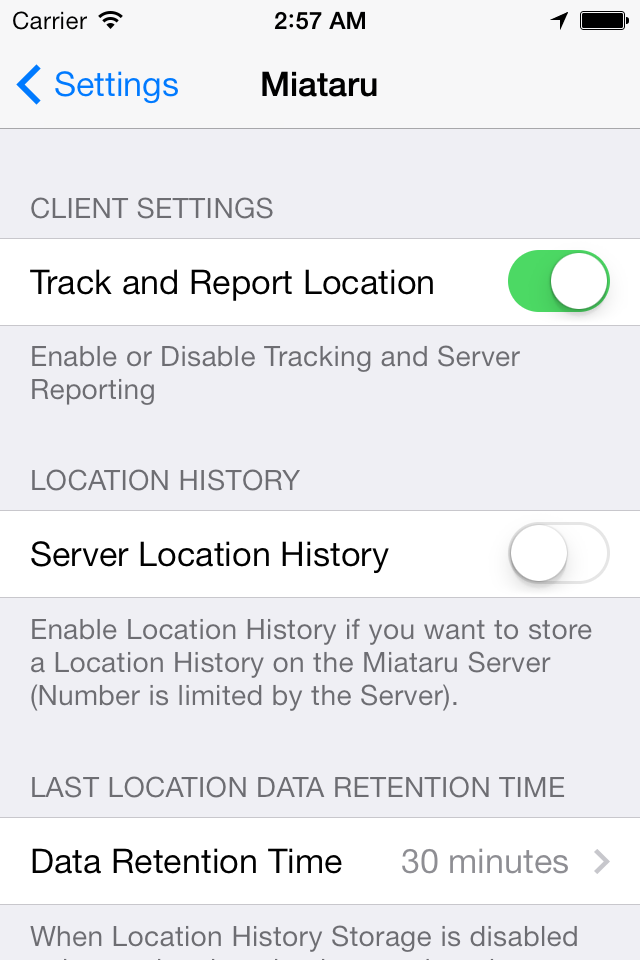 Carrier 2:57 AM
Settings Miataru
CLIENT SETTINGS
Track and Report Location
Enable or Disable Tracking and Server
Reporting
LOCATION HISTORY
Server Location History
Enable Location History if you want to store
a Location History on the Miataru Server
(Number is limited by the Server).
LAST LOCATION DATA RETENTION TIME
Data Retention Time 30 minutes
When Location History Storage is disabled